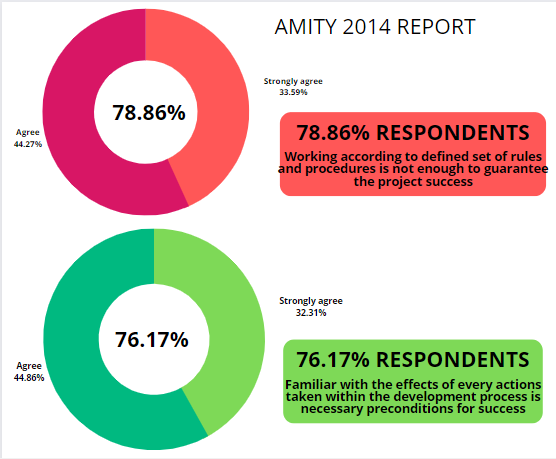 AMITY 2014 REPORT
Strongly agree
33.59%
78.86%
Agree
44.27%
78.86% RESPONDENTS
Working according to defined set of rules
and procedures is not enough to guarantee
the project success
Strongly agree
32.31%
76.17%
Agree
44.86%
76.17% RESPONDENTS
Familiar with the effects of every actions
taken within the development process is
necessary preconditions for success